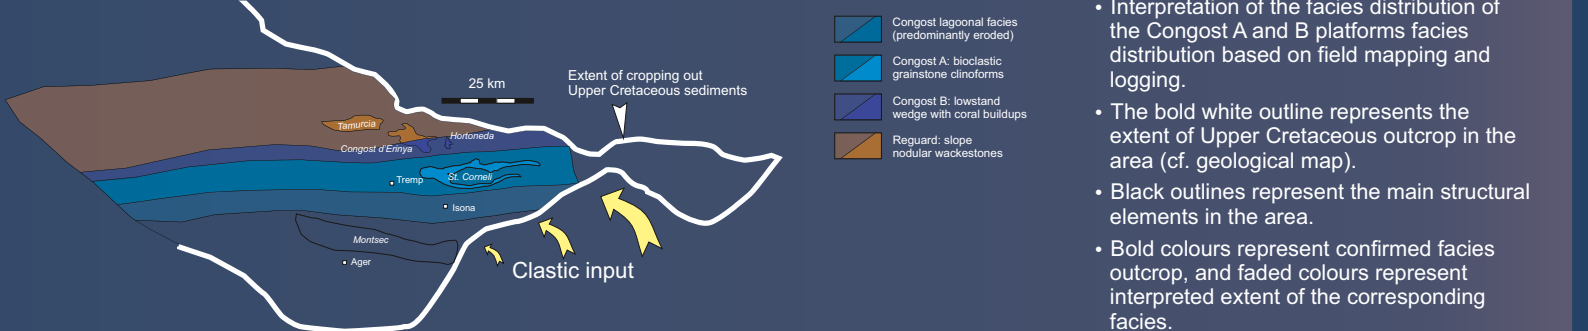 25 km
Extent of cropping out
Upper Cretaceous sediments
Tamurcia
Hortoneda
Congost d'Erinya
Tremp
St. Corneli
Isona
Montsec
Ager
Clastic input
Congost lagoonal facies
(predominantly eroded)
Congost A: bioclastic
grainstone clinoforms
Congost B: lowstand
wedge with coral buildups
Reguard: slope
nodular wackestones
• Interpretation of the facies distribution of
the Congost A and B platforms facies
distribution based on field mapping and
logging.
• The bold white outline represents the
extent of Upper Cretaceous outcrop in the
area (cf. geological map).
• Black outlines represent the main structural
elements in the area.
• Bold colours represent confirmed facies
outcrop, and faded colours represent
interpreted extent of the corresponding
facies.